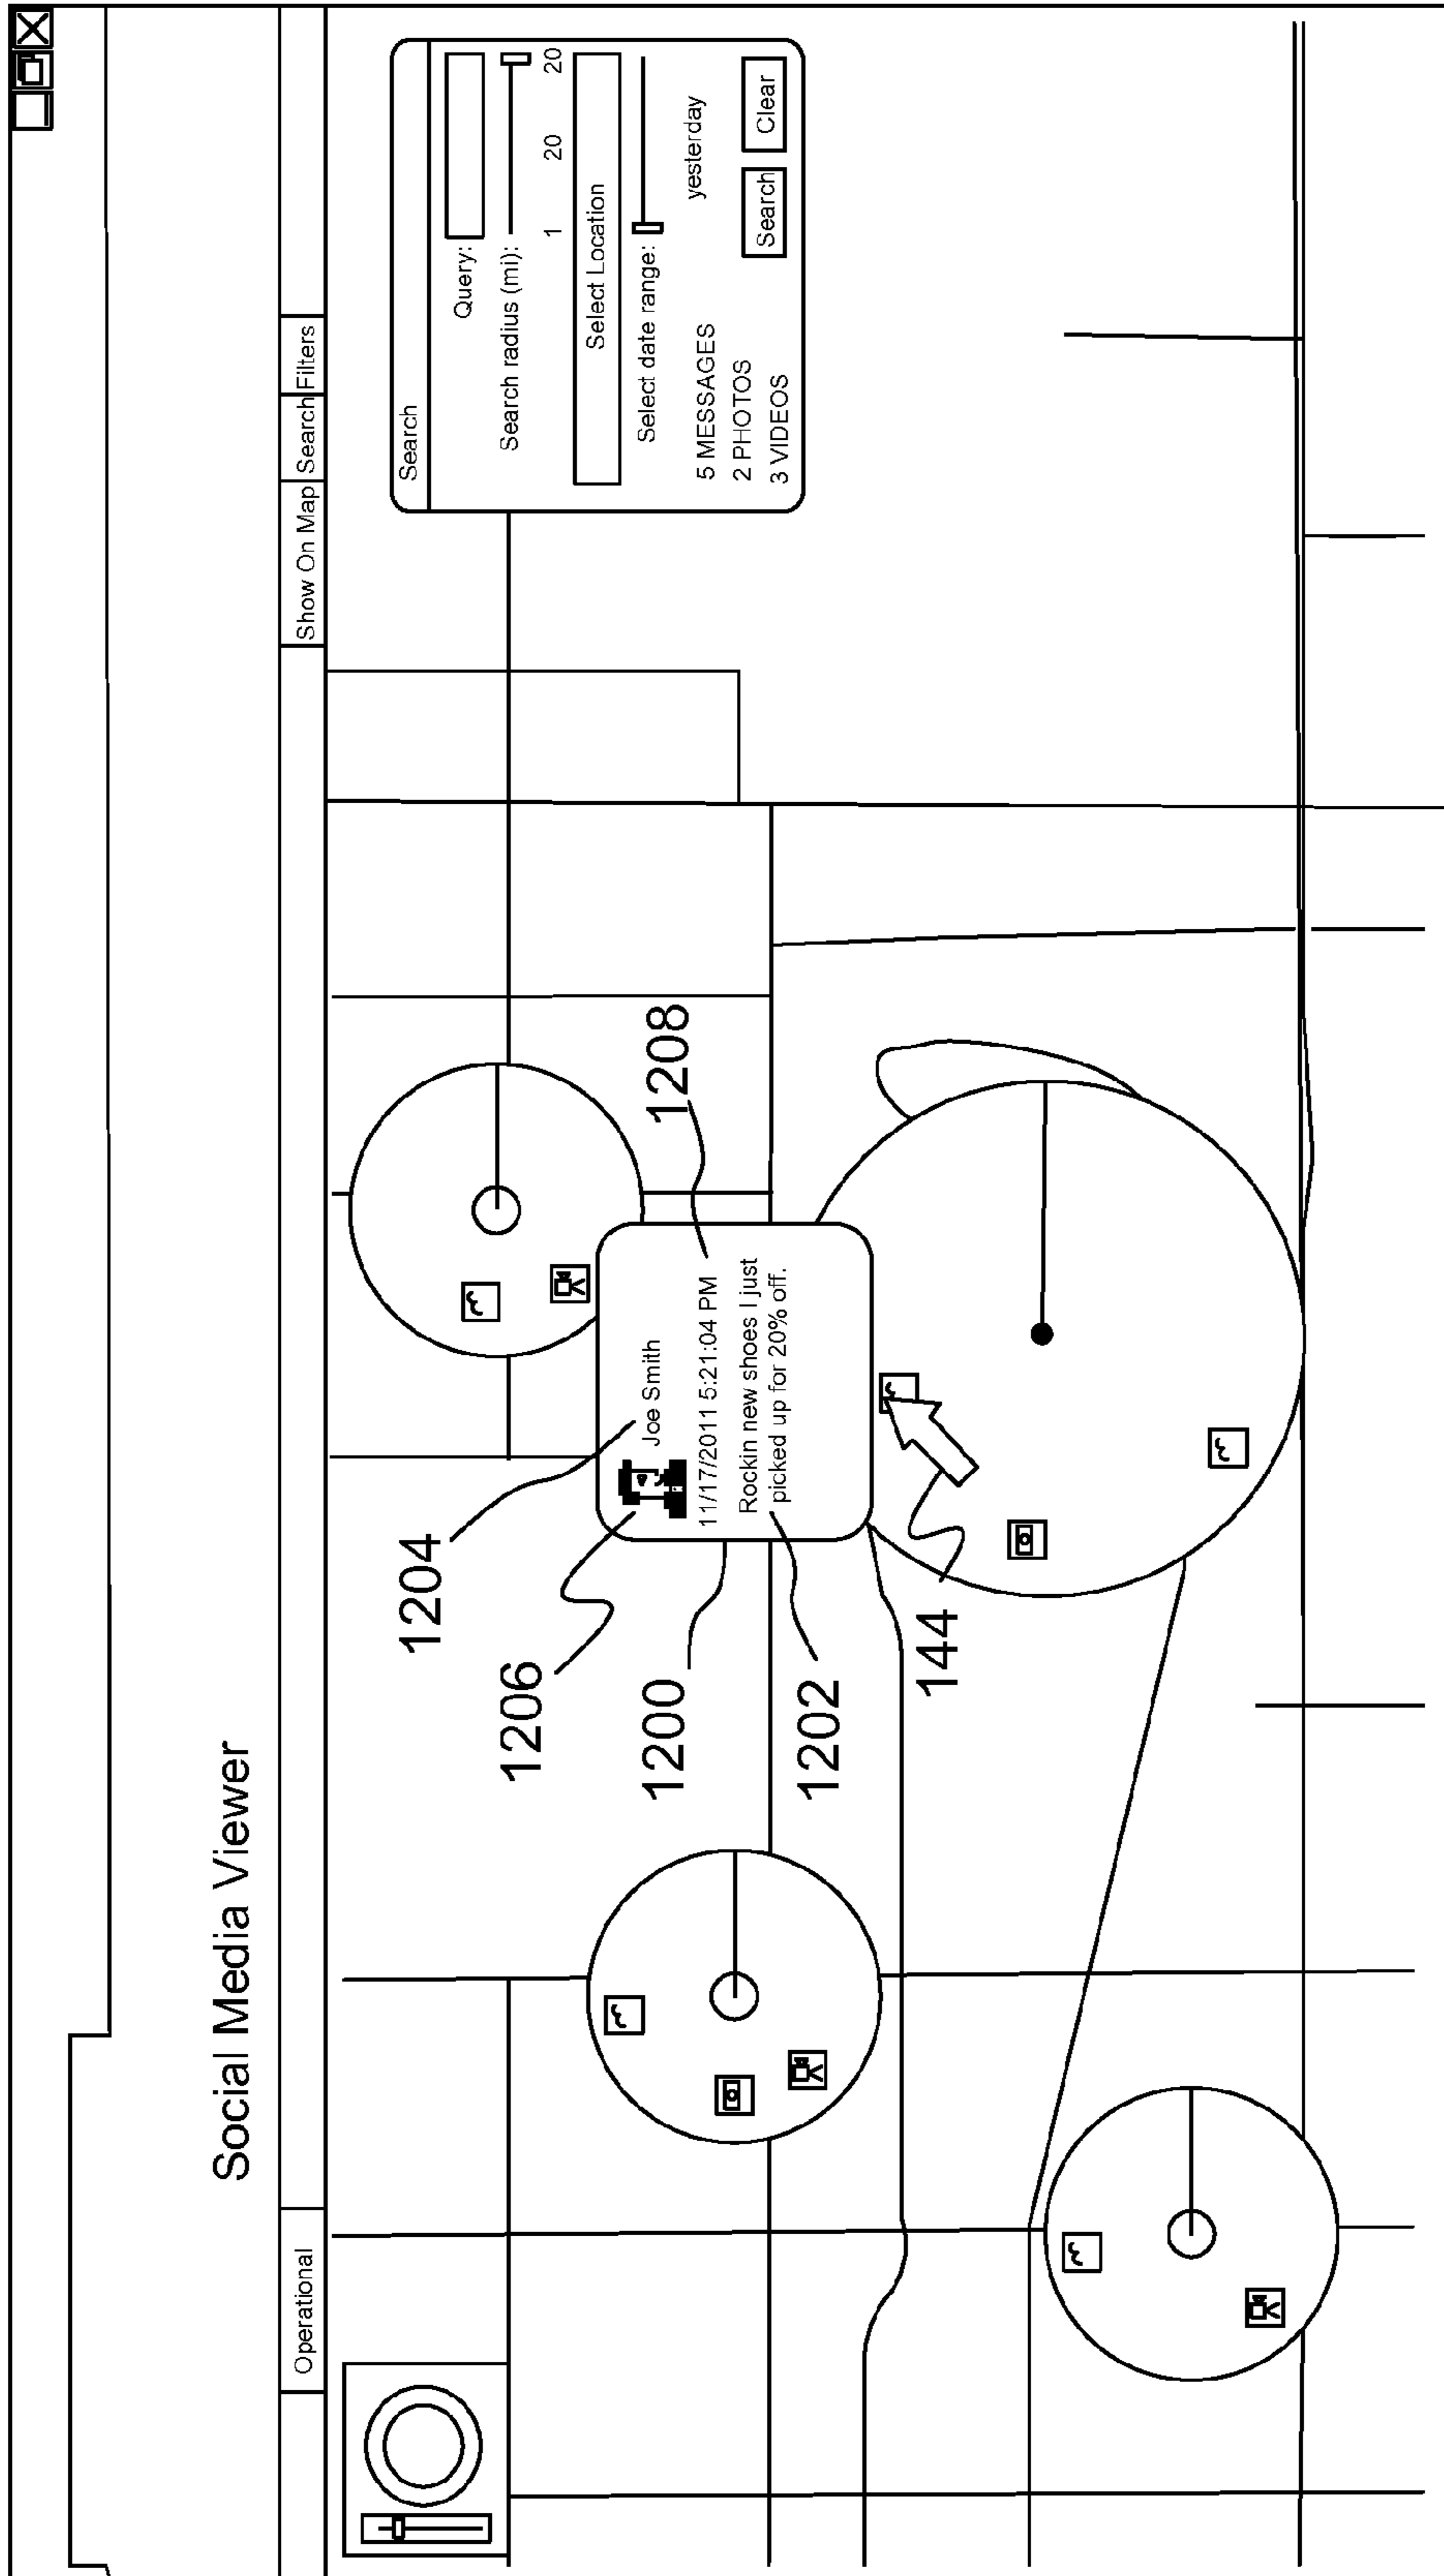 Social Media Viewer
Operational
Show On Map
Search
Filters
Search
Query:
Search radius (mi):
1 20 20
Select Location
Select date range:
yesterday
5 MESSAGES
2 PHOTOS
3 VIDEOS
Search
Clear
1204
1206
1200
1202
144
1208
Joe Smith
11/17/2011 5:21:04 PM
Rockin new shoes I just
picked up for 20% off.